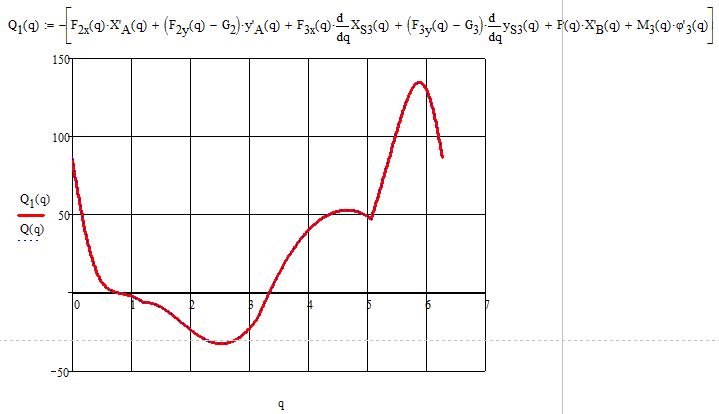 Q1(q) := -[F2x(q)·X'A(q) + (F2y(q) − G2)·y'A(q) + F3x(q)·d/dq XS3(q) + (F3y(q) − G3)·d/dq yS3(q) + F(q)·X'B(q) + M3(q)·φ'3(q)]
150
100
Q1(q)
50
Q(q)
0 1 2 3 4 5 6 7
−50
q